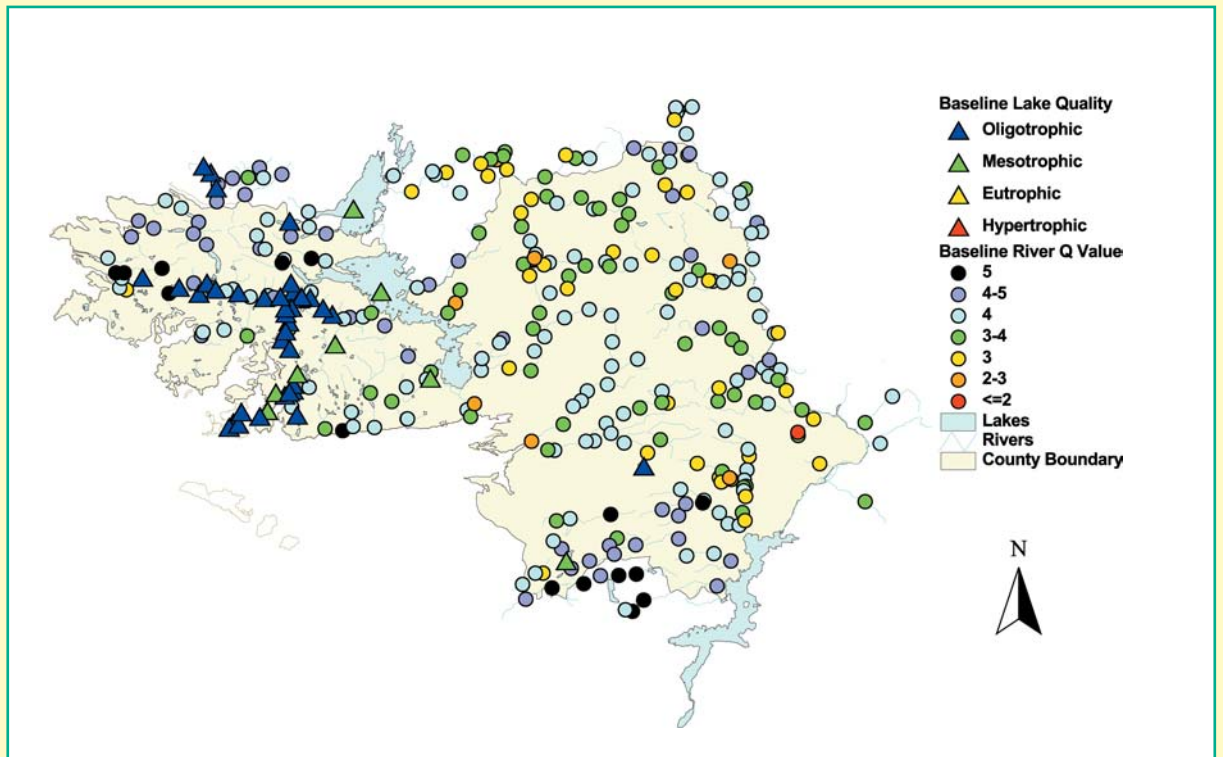 Baseline Lake Quality
Oligotrophic
Mesotrophic
Eutrophic
Hypertrophic
Baseline River Q Value
5
4-5
4
3-4
3
2-3
<=2
Lakes
Rivers
County Boundary
N